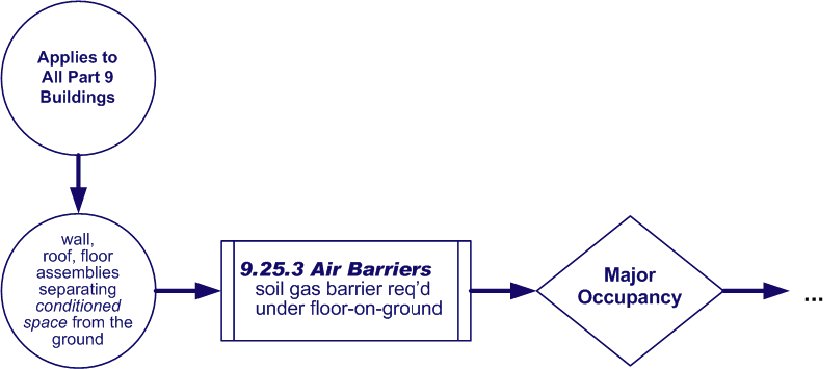 Applies to
All Part 9
Buildings
wall,
roof, floor
assemblies
separating
conditioned
space from the
ground
9.25.3 Air Barriers
soil gas barrier req'd
under floor-on-ground
Major
Occupancy
...